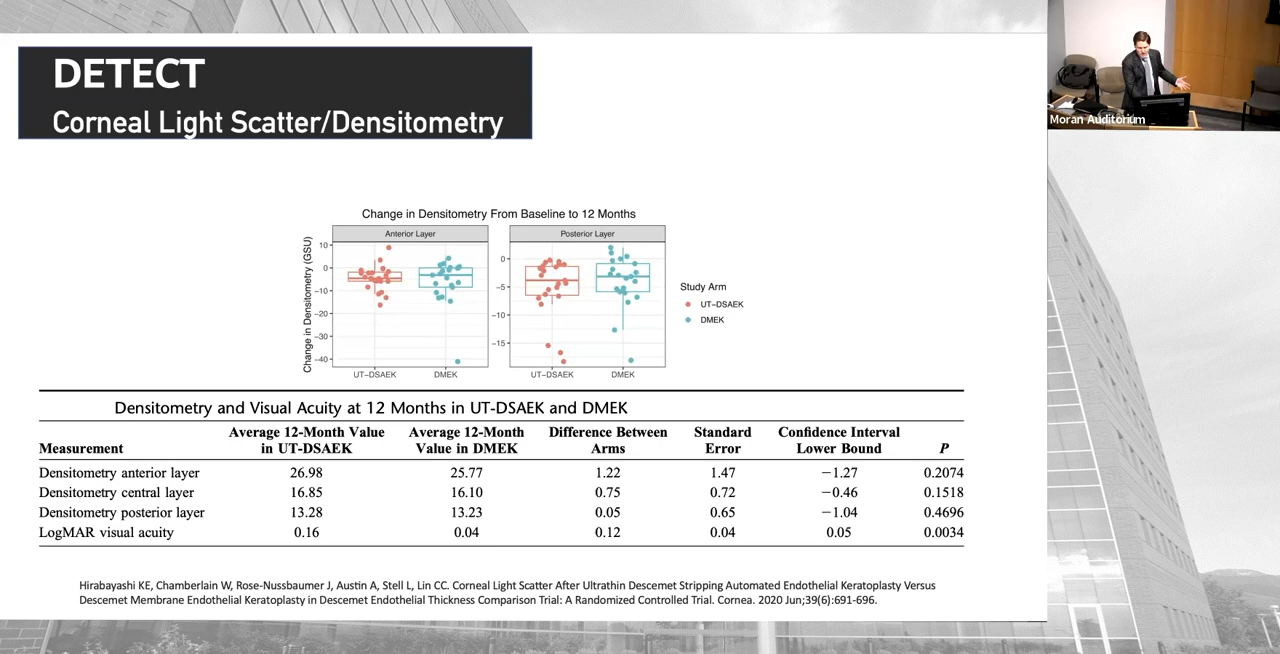 DETECT
Corneal Light Scatter/Densitometry
Moran Auditorium
Change in Densitometry From Baseline to 12 Months
Anterior Layer
Posterior Layer
Change in Densitometry (GSU)
10
0
−10
−20
−30
−40
0
−5
−10
−15
UT−DSAEK
DMEK
UT−DSAEK
DMEK
Study Arm
UT−DSAEK
DMEK
Densitometry and Visual Acuity at 12 Months in UT-DSAEK and DMEK
Measurement Average 12-Month Value in UT-DSAEK Average 12-Month Value in DMEK Difference Between Arms Standard Error Confidence Interval Lower Bound P
Densitometry anterior layer 26.98 25.77 1.22 1.47 −1.27 0.2074
Densitometry central layer 16.85 16.10 0.75 0.72 −0.46 0.1518
Densitometry posterior layer 13.28 13.23 0.05 0.65 −1.04 0.4696
LogMAR visual acuity 0.16 0.04 0.12 0.04 0.05 0.0034
Hirabayashi KE, Chamberlain W, Rose-Nussbaumer J, Austin A, Stell L, Lin CC. Corneal Light Scatter After Ultrathin Descemet Stripping Automated Endothelial Keratoplasty Versus
Descemet Membrane Endothelial Keratoplasty in Descemet Endothelial Thickness Comparison Trial: A Randomized Controlled Trial. Cornea. 2020 Jun;39(6):691-696.